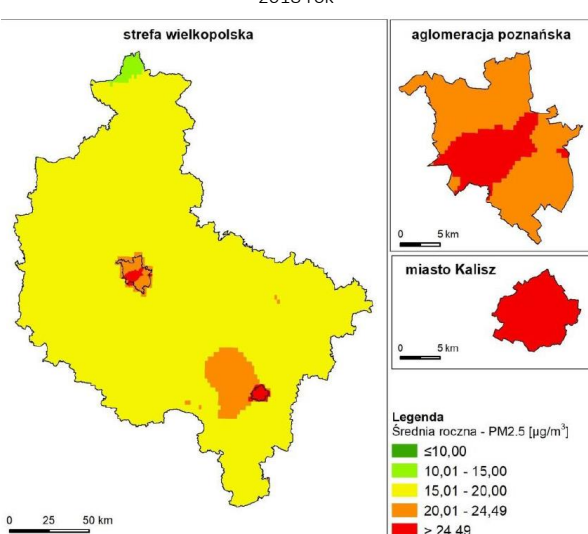 2018 rok
strefa wielkopolska
aglomeracja poznańska
0 5 km
miasto Kalisz
0 5 km
Legenda
Średnia roczna - PM2.5 [µg/m³]
≤10,00
10,01 - 15,00
15,01 - 20,00
20,01 - 24,49
> 24,49
0 25 50 km